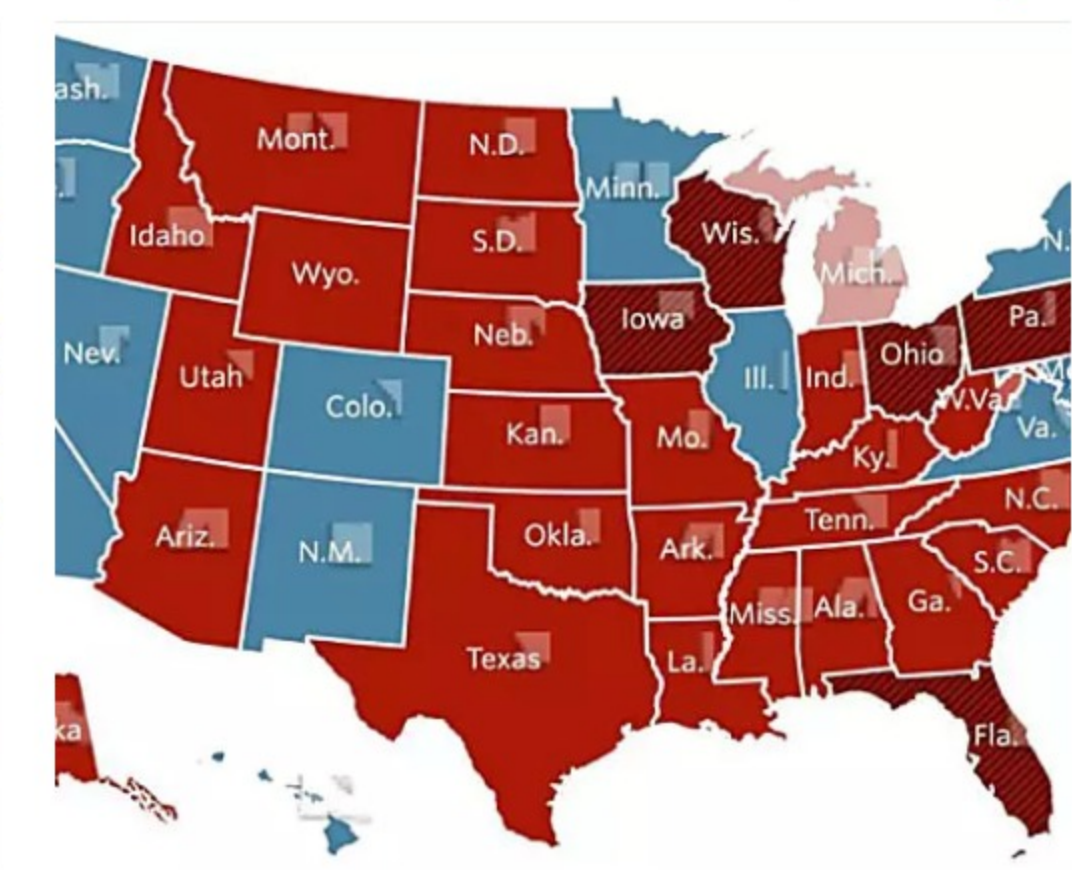 ash.
Mont.
N.D.
Minn.
Idaho
S.D.
Wis.
N.
Wyo.
Mich.
Iowa
Pa.
Neb.
Nev.
Utah
Ohio
Ill.
Ind.
Colo.
W.Va.
Va.
Kan.
Mo.
Ky.
N.C.
Ariz.
N.M.
Okla.
Ark.
Tenn.
S.C.
Miss.
Ala.
Ga.
Texas
La.
ka
Fla.